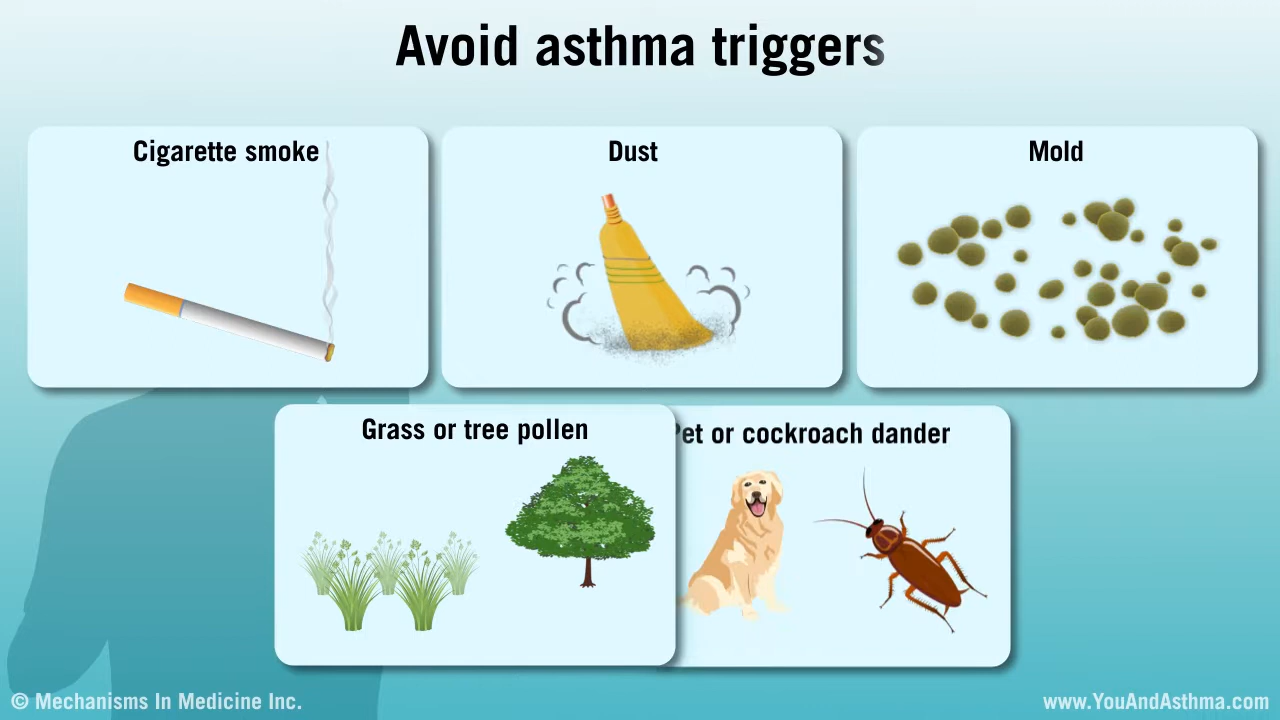 Avoid asthma triggers
Cigarette smoke
Dust
Mold
Grass or tree pollen
Pet or cockroach dander
© Mechanisms In Medicine Inc.
www.YouAndAsthma.com